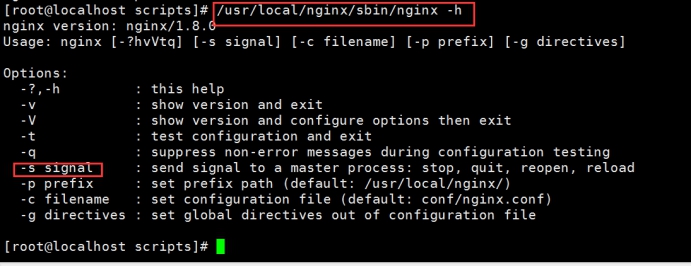 [root@localhost scripts]# /usr/local/nginx/sbin/nginx -h
nginx version: nginx/1.8.0
Usage: nginx [-?hvVtq] [-s signal] [-c filename] [-p prefix] [-g directives]

Options:
  -?,-h         : this help
  -v            : show version and exit
  -V            : show version and configure options then exit
  -t            : test configuration and exit
  -q            : suppress non-error messages during configuration testing
  -s signal     : send signal to a master process: stop, quit, reopen, reload
  -p prefix     : set prefix path (default: /usr/local/nginx/)
  -c filename   : set configuration file (default: conf/nginx.conf)
  -g directives : set global directives out of configuration file

[root@localhost scripts]#